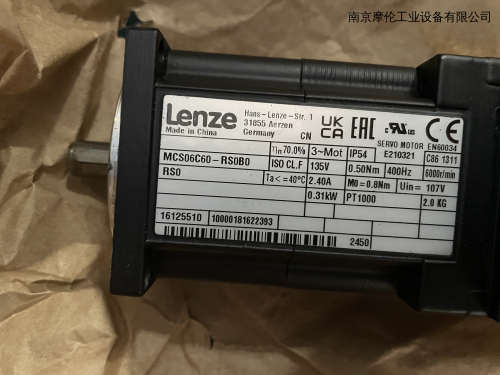 南京摩伦工业设备有限公司
Lenze
Hans-Lenze-Str. 1
31855 Aerzen
Germany
Made in China
CN
UK
CA
EAC
c RU us
SERVO MOTOR
EN60034
MCS06C60-RS0B0
η 70.0%
3~Mot
IP54
E210321
C86 1311
RS0
ISO CL.F
135V
0.50Nm
400Hz
6000r/min
Ta <= 40°C
2.40A
M0 = 0.8Nm
Uin= 107V
0.31kW
PT1000
2.0 KG
16125510
10000181622393
2450